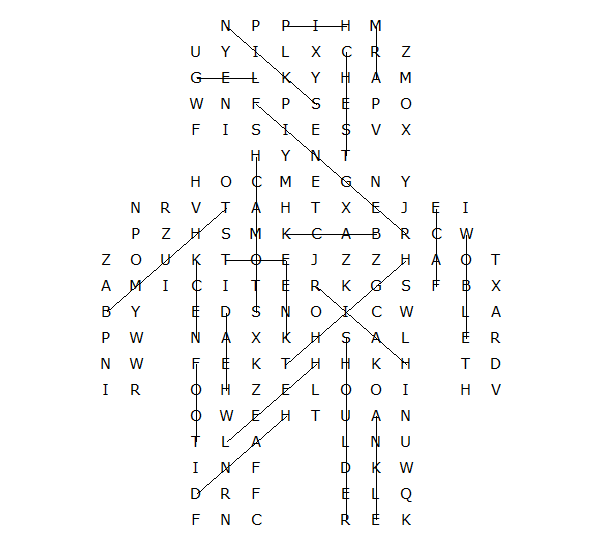 N P P I H M
U Y I L X C R Z
G E L K Y H A M
W N F P S E P O
F I S I E S V X
H Y N T
H O C M E G N Y
N R V T A H T X E J E I
P Z H S M K C A B R C W
Z O U K T O E J Z Z H A O T
A M I C I T E R K G S F B X
B Y E D S N O I C W L A
P W N A X K H S A L E R
N W F E K T H H K H T D
I R O H Z E L O O I H V
O W E H T U A N
T L A L N U
I N F D K W
D R F E L Q
F N C R E K